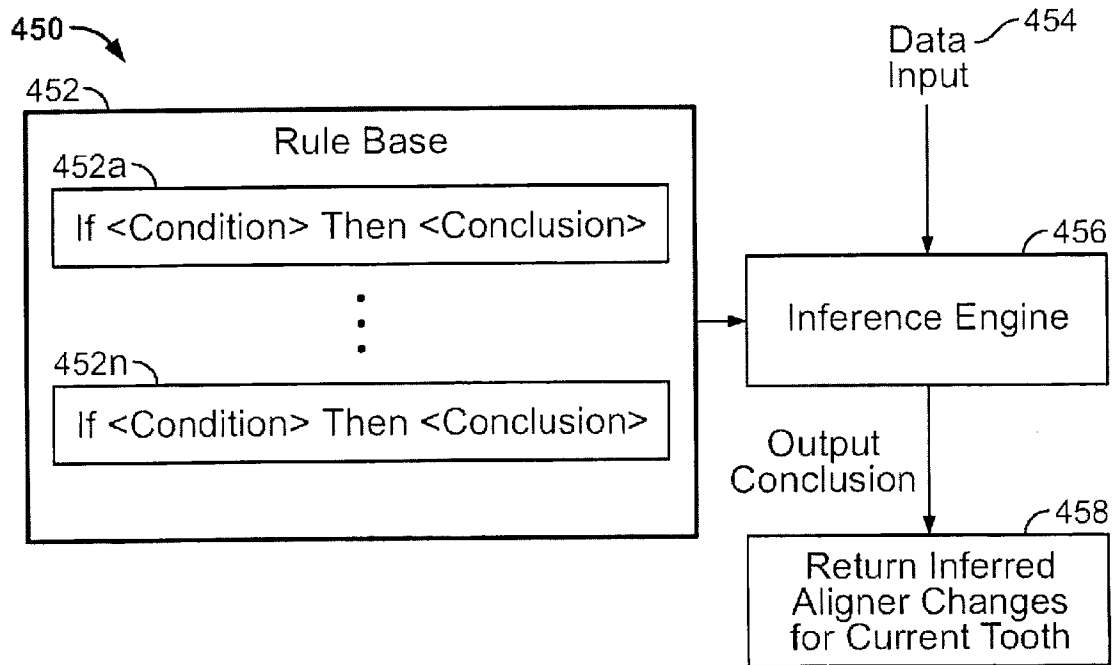 450
452
Rule Base
452a
If <Condition> Then <Conclusion>
452n
If <Condition> Then <Conclusion>
Data
Input
454
456
Inference Engine
Output
Conclusion
458
Return Inferred
Aligner Changes
for Current Tooth